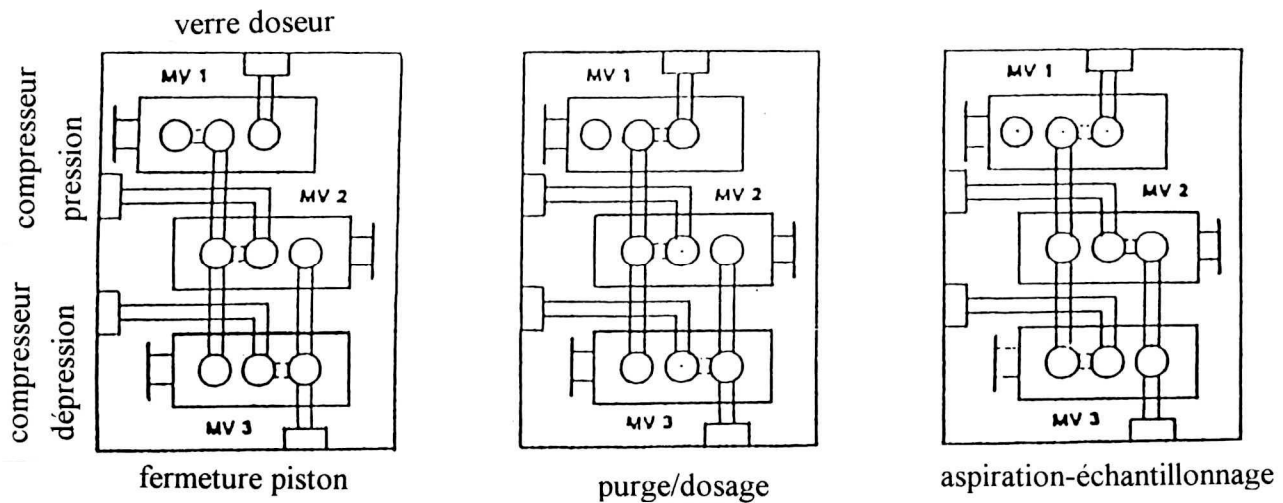 verre doseur
compresseur
pression
compresseur
dépression
MV 1
MV 2
MV 3
fermeture piston
MV 1
MV 2
MV 3
purge/dosage
MV 1
MV 2
MV 3
aspiration-échantillonnage